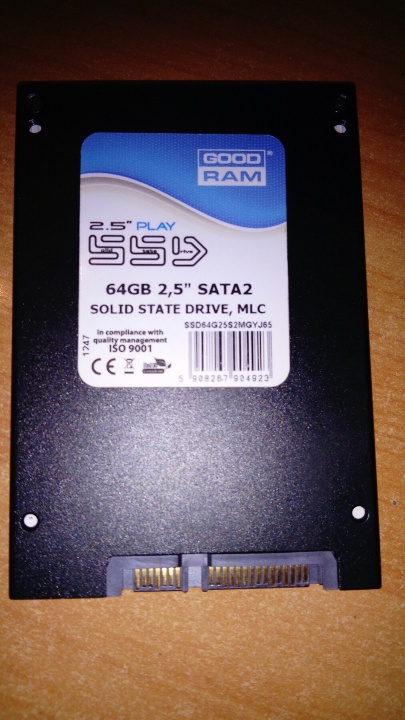 GOOD
RAM
2.5" PLAY
SSD
64GB 2,5" SATA2
SOLID STATE DRIVE, MLC
SSD64G25S2MGYJ65
In compliance with
quality management
ISO 9001
1247
CE
5 908267 904923